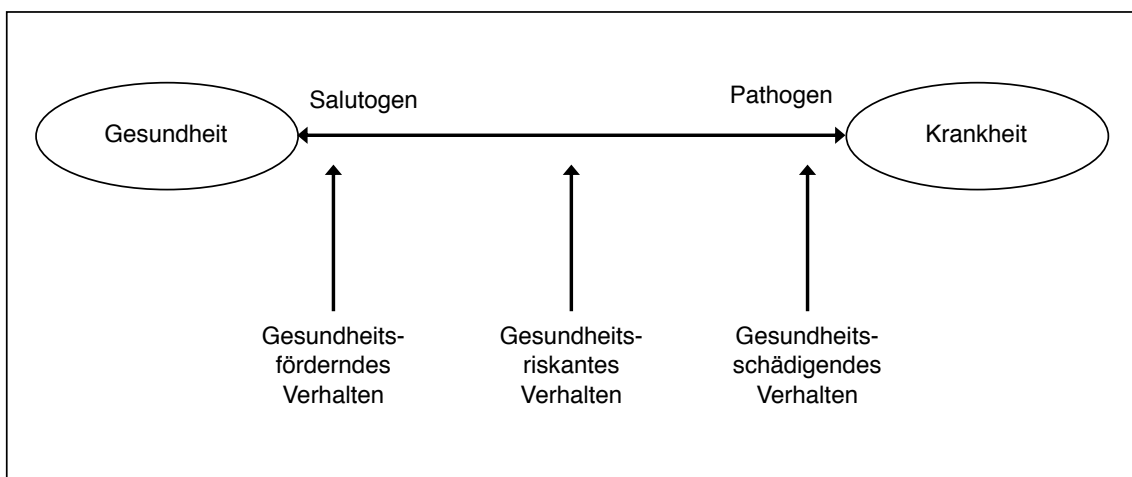 Salutogen
Pathogen
Gesundheit
Krankheit
Gesundheits-
förderndes
Verhalten
Gesundheits-
riskantes
Verhalten
Gesundheits-
schädigendes
Verhalten